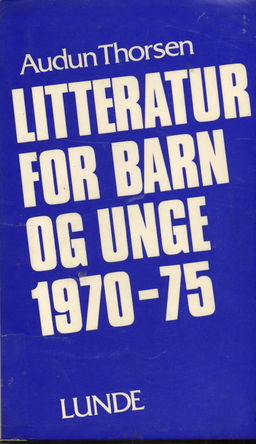 Audun Thorsen
LITTERATUR
FOR BARN
OG UNGE
1970-75
LUNDE